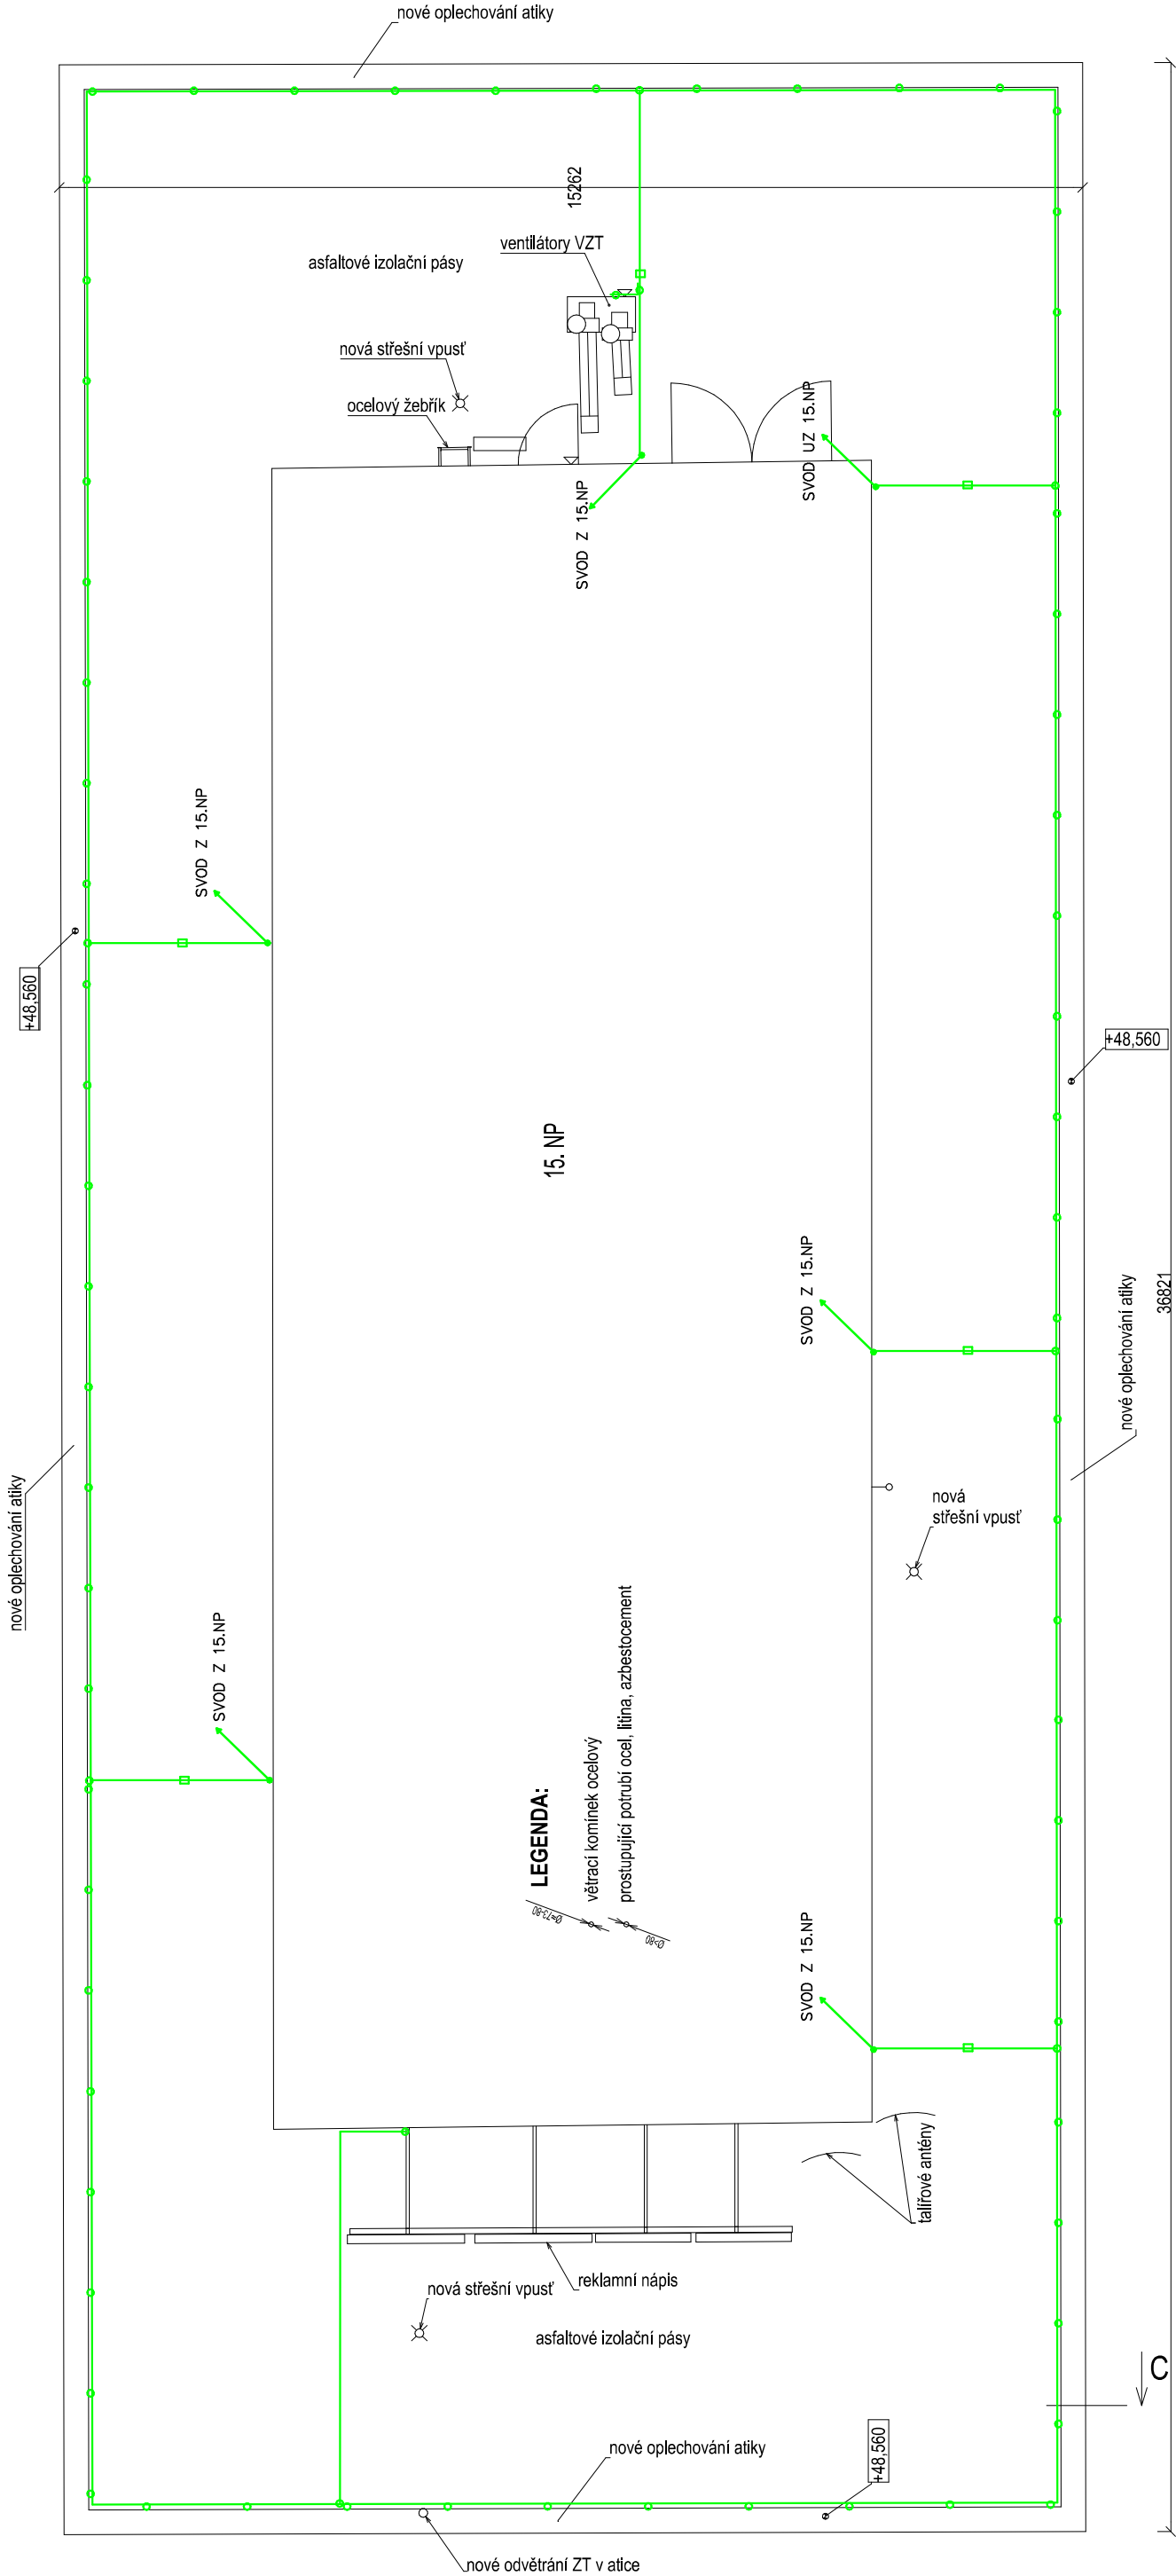 nové oplechování atiky
15262
ventilátory VZT
asfaltové izolační pásy
nová střešní vpusť
ocelový žebřík
SVOD UZ 15.NP
SVOD Z 15.NP
SVOD Z 15.NP
+48,560
+48,560
15. NP
SVOD Z 15.NP
36821
nové oplechování atiky
nové oplechování atiky
nová
střešní vpusť
SVOD Z 15.NP
LEGENDA:
větrací komínek ocelový
prostupující potrubí ocel, litina, azbestocement
Ø=73-80
Ø>80
SVOD Z 15.NP
talířové antény
reklamní nápis
nová střešní vpusť
asfaltové izolační pásy
C
nové oplechování atiky
+48,560
nové odvětrání ZT v atice